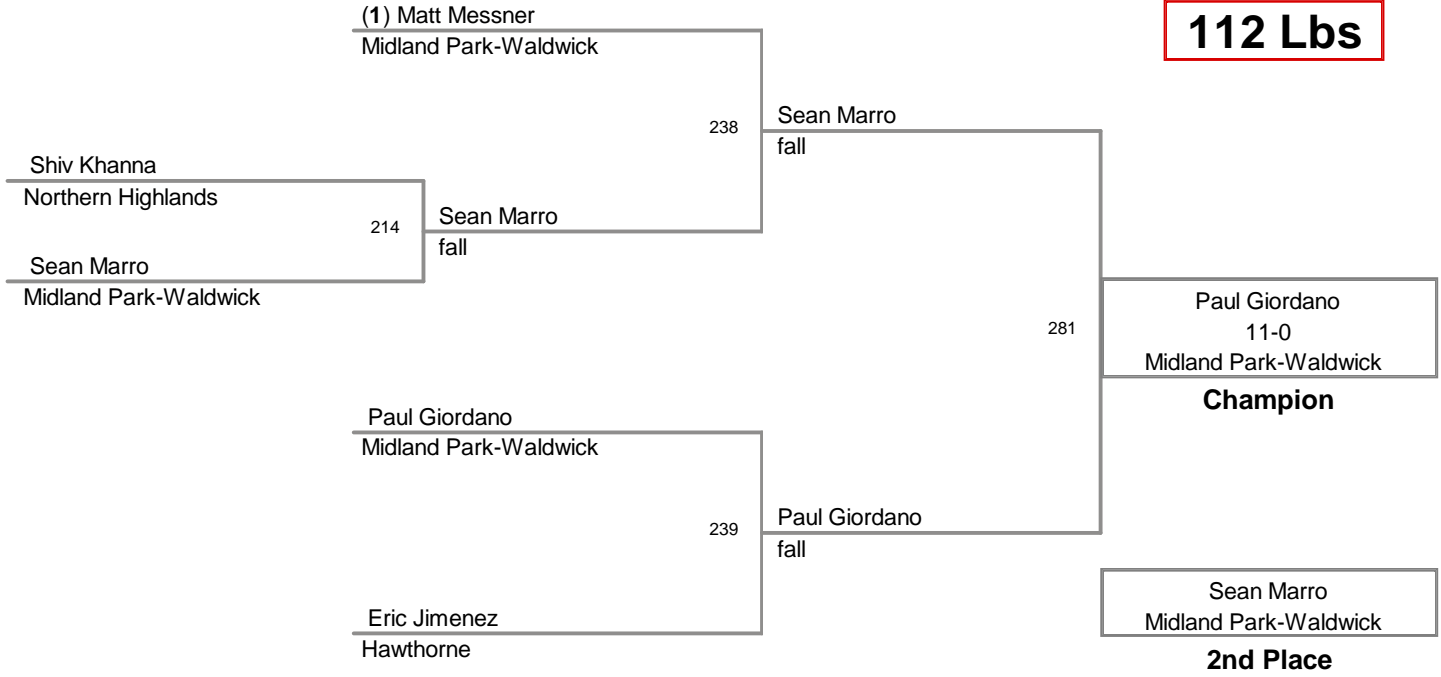 (1) Matt Messner
Midland Park-Waldwick
112 Lbs
238
Sean Marro
fall
Shiv Khanna
Northern Highlands
214
Sean Marro
fall
Sean Marro
Midland Park-Waldwick
281
Paul Giordano
11-0
Midland Park-Waldwick
Champion
Paul Giordano
Midland Park-Waldwick
239
Paul Giordano
fall
Eric Jimenez
Hawthorne
Sean Marro
Midland Park-Waldwick
2nd Place